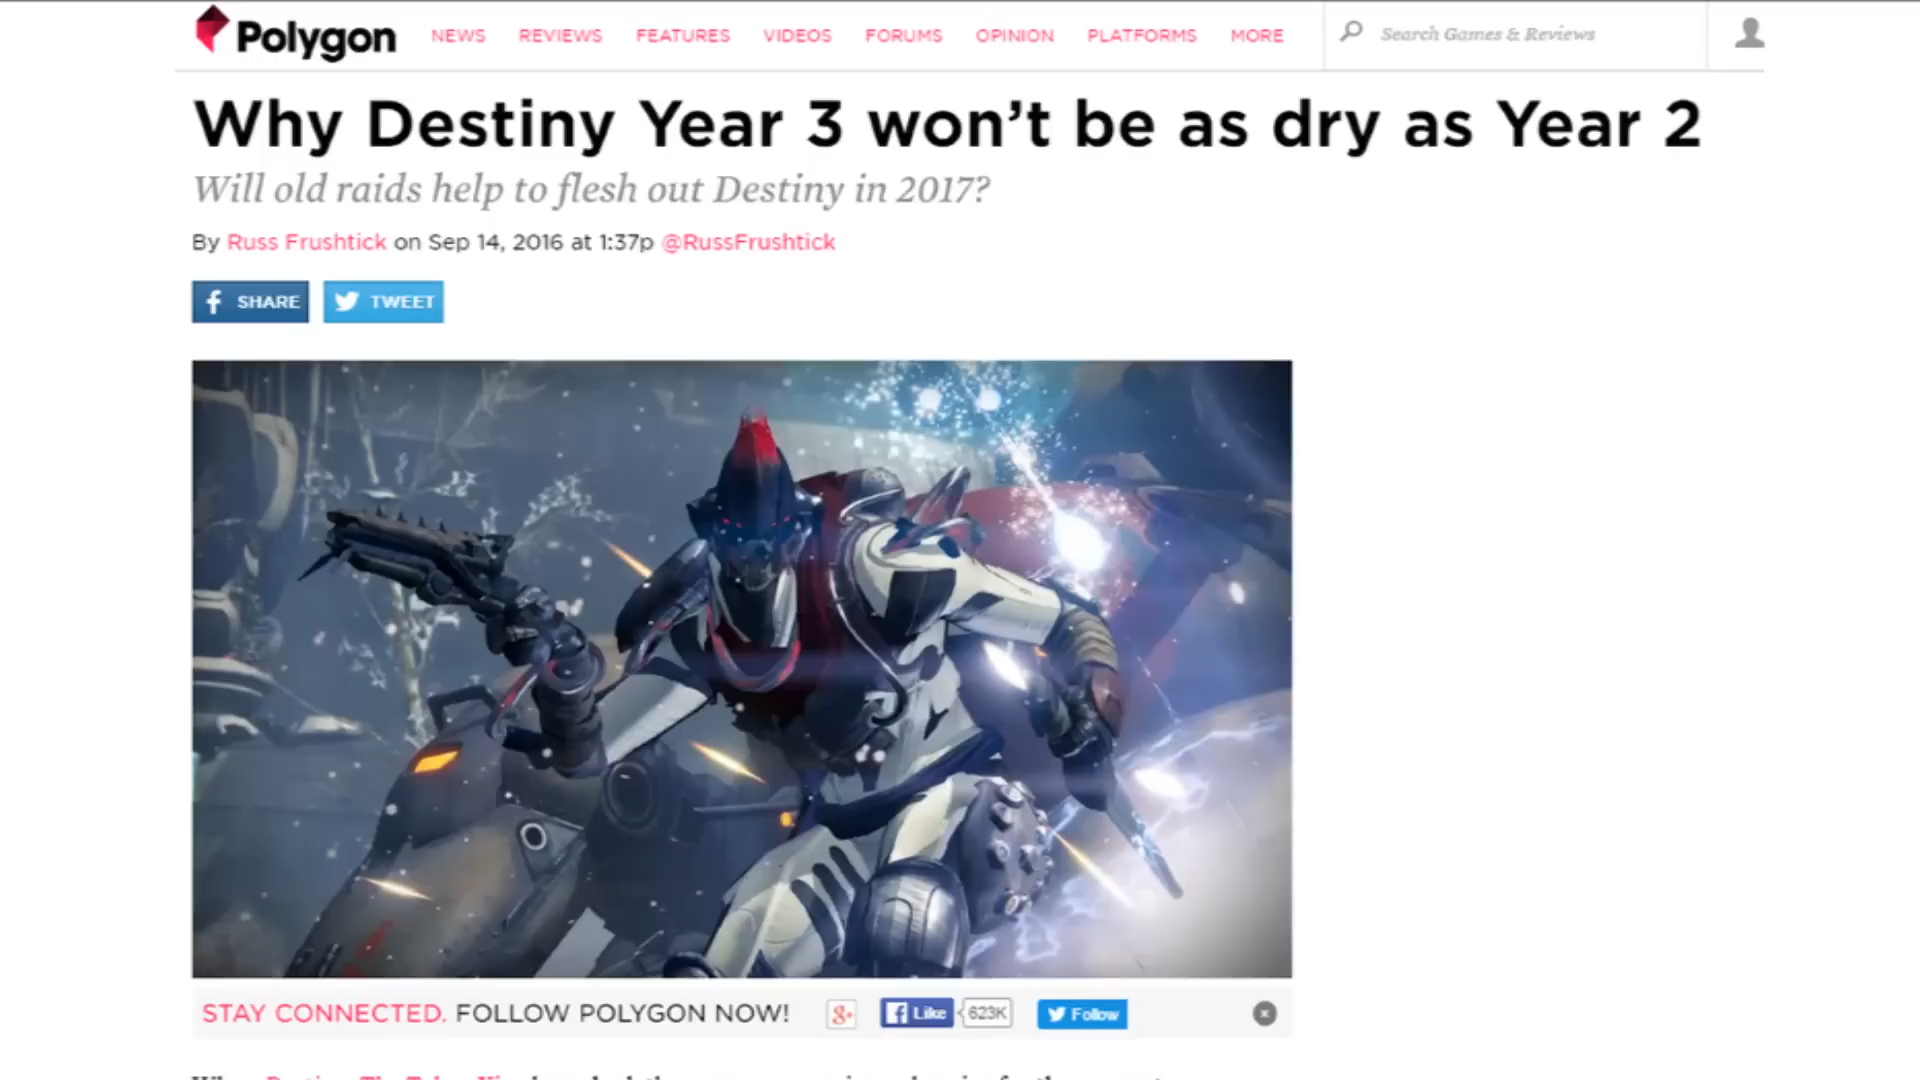 Polygon NEWS REVIEWS FEATURES VIDEOS FORUMS OPINION PLATFORMS MORE Search Games & Reviews
Why Destiny Year 3 won't be as dry as Year 2
Will old raids help to flesh out Destiny in 2017?
By Russ Frushtick on Sep 14, 2016 at 1:37p @RussFrushtick
SHARE TWEET
STAY CONNECTED. FOLLOW POLYGON NOW! 8+ Like 623K Follow